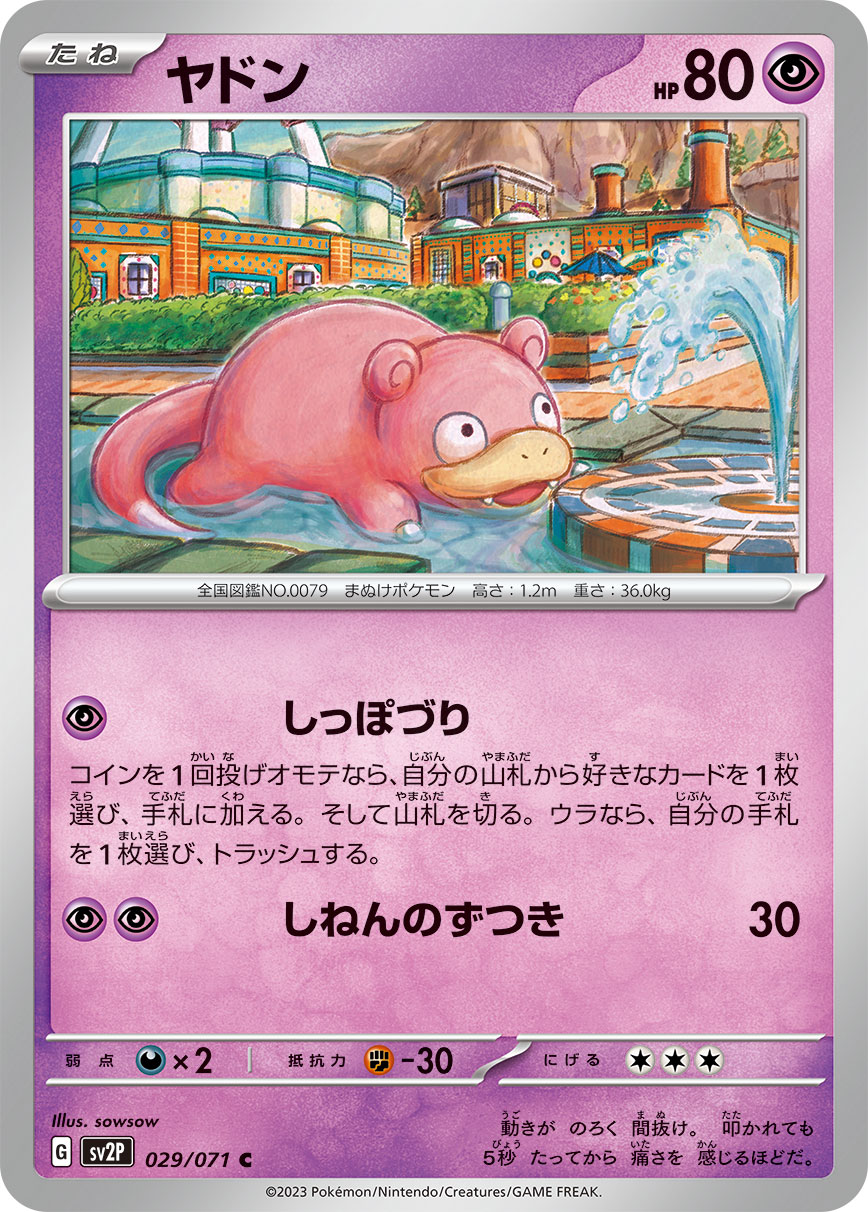 たね
ヤドン
HP 80
全国図鑑NO.0079 まぬけポケモン 高さ：1.2m 重さ：36.0kg
しっぽづり
コインを1回投げオモテなら、自分の山札から好きなカードを1枚
選び、手札に加える。そして山札を切る。ウラなら、自分の手札
を1枚選び、トラッシュする。
しねんのずつき 30
弱点 ×2 抵抗力 -30 にげる
Illus. sowsow
G sv2P 029/071 C
動きが のろく 間抜け。 叩かれても
5秒 たってから 痛さを 感じるほどだ。
©2023 Pokémon/Nintendo/Creatures/GAME FREAK.